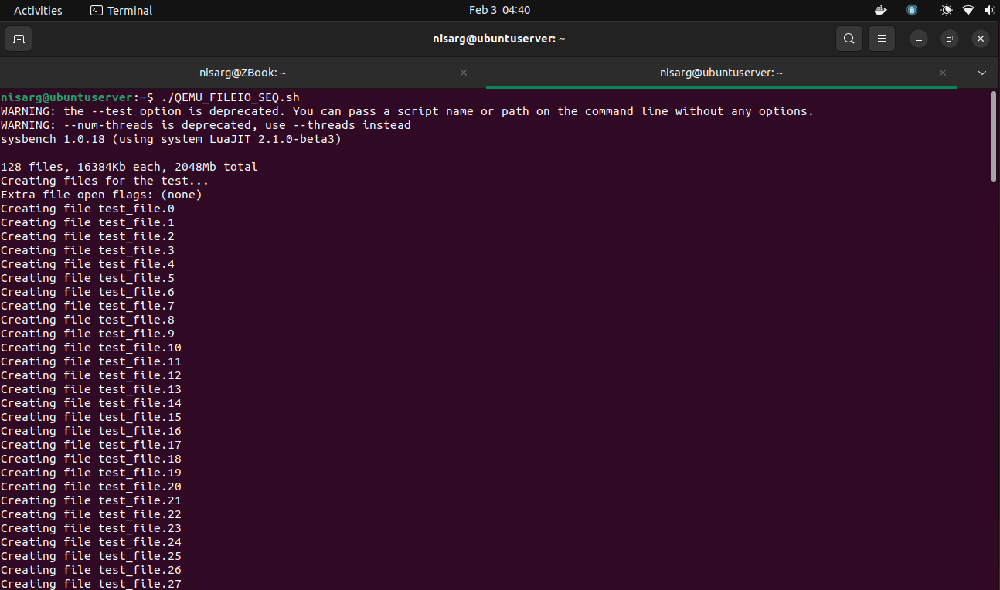 Activities Terminal Feb 3 04:40
nisarg@ubuntuserver: ~
nisarg@ZBook: ~ nisarg@ubuntuserver: ~
nisarg@ubuntuserver:~$ ./QEMU_FILEIO_SEQ.sh
WARNING: the --test option is deprecated. You can pass a script name or path on the command line without any options.
WARNING: --num-threads is deprecated, use --threads instead
sysbench 1.0.18 (using system LuaJIT 2.1.0-beta3)
128 files, 16384Kb each, 2048Mb total
Creating files for the test...
Extra file open flags: (none)
Creating file test_file.0
Creating file test_file.1
Creating file test_file.2
Creating file test_file.3
Creating file test_file.4
Creating file test_file.5
Creating file test_file.6
Creating file test_file.7
Creating file test_file.8
Creating file test_file.9
Creating file test_file.10
Creating file test_file.11
Creating file test_file.12
Creating file test_file.13
Creating file test_file.14
Creating file test_file.15
Creating file test_file.16
Creating file test_file.17
Creating file test_file.18
Creating file test_file.19
Creating file test_file.20
Creating file test_file.21
Creating file test_file.22
Creating file test_file.23
Creating file test_file.24
Creating file test_file.25
Creating file test_file.26
Creating file test_file.27